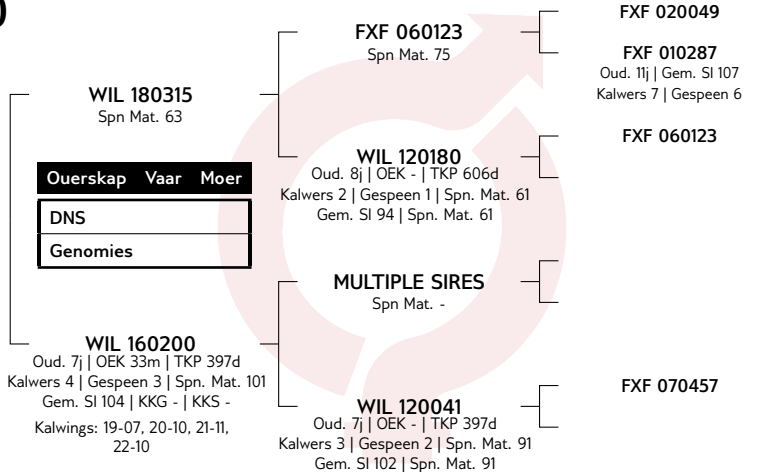 WIL 180315
Spn Mat. 63
Ouerskap Vaar Moer
DNS
Genomies
WIL 160200
Oud. 7j | OEK 33m | TKP 397d
Kalwers 4 | Gespeen 3 | Spn. Mat. 101
Gem. SI 104 | KKG - | KKS -
Kalwings: 19-07, 20-10, 21-11,
22-10
FXF 060123
Spn Mat. 75
WIL 120180
Oud. 8j | OEK - | TKP 606d
Kalwers 2 | Gespeen 1 | Spn. Mat. 61
Gem. SI 94 | Spn. Mat. 61
MULTIPLE SIRES
Spn Mat. -
WIL 120041
Oud. 7j | OEK - | TKP 397d
Kalwers 3 | Gespeen 2 | Spn. Mat. 91
Gem. SI 102 | Spn. Mat. 91
FXF 020049
FXF 010287
Oud. 11j | Gem. SI 107
Kalwers 7 | Gespeen 6
FXF 060123
FXF 070457